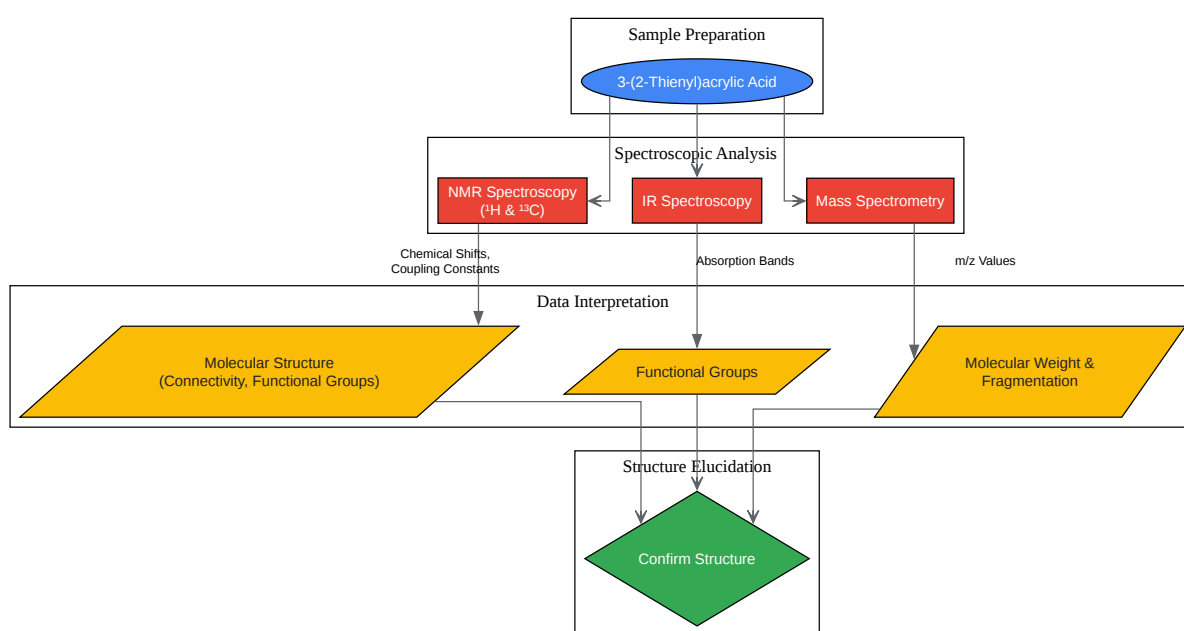 Sample Preparation
3-(2-Thienyl)acrylic Acid
Spectroscopic Analysis
NMR Spectroscopy
(¹H & ¹³C)
IR Spectroscopy
Mass Spectrometry
Chemical Shifts,
Coupling Constants
Absorption Bands
m/z Values
Data Interpretation
Molecular Structure
(Connectivity, Functional Groups)
Functional Groups
Molecular Weight &
Fragmentation
Structure Elucidation
Confirm Structure